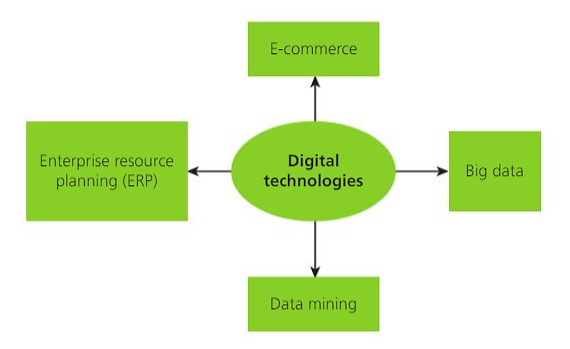 E-commerce
Enterprise resource
planning (ERP)
Digital
technologies
Big data
Data mining